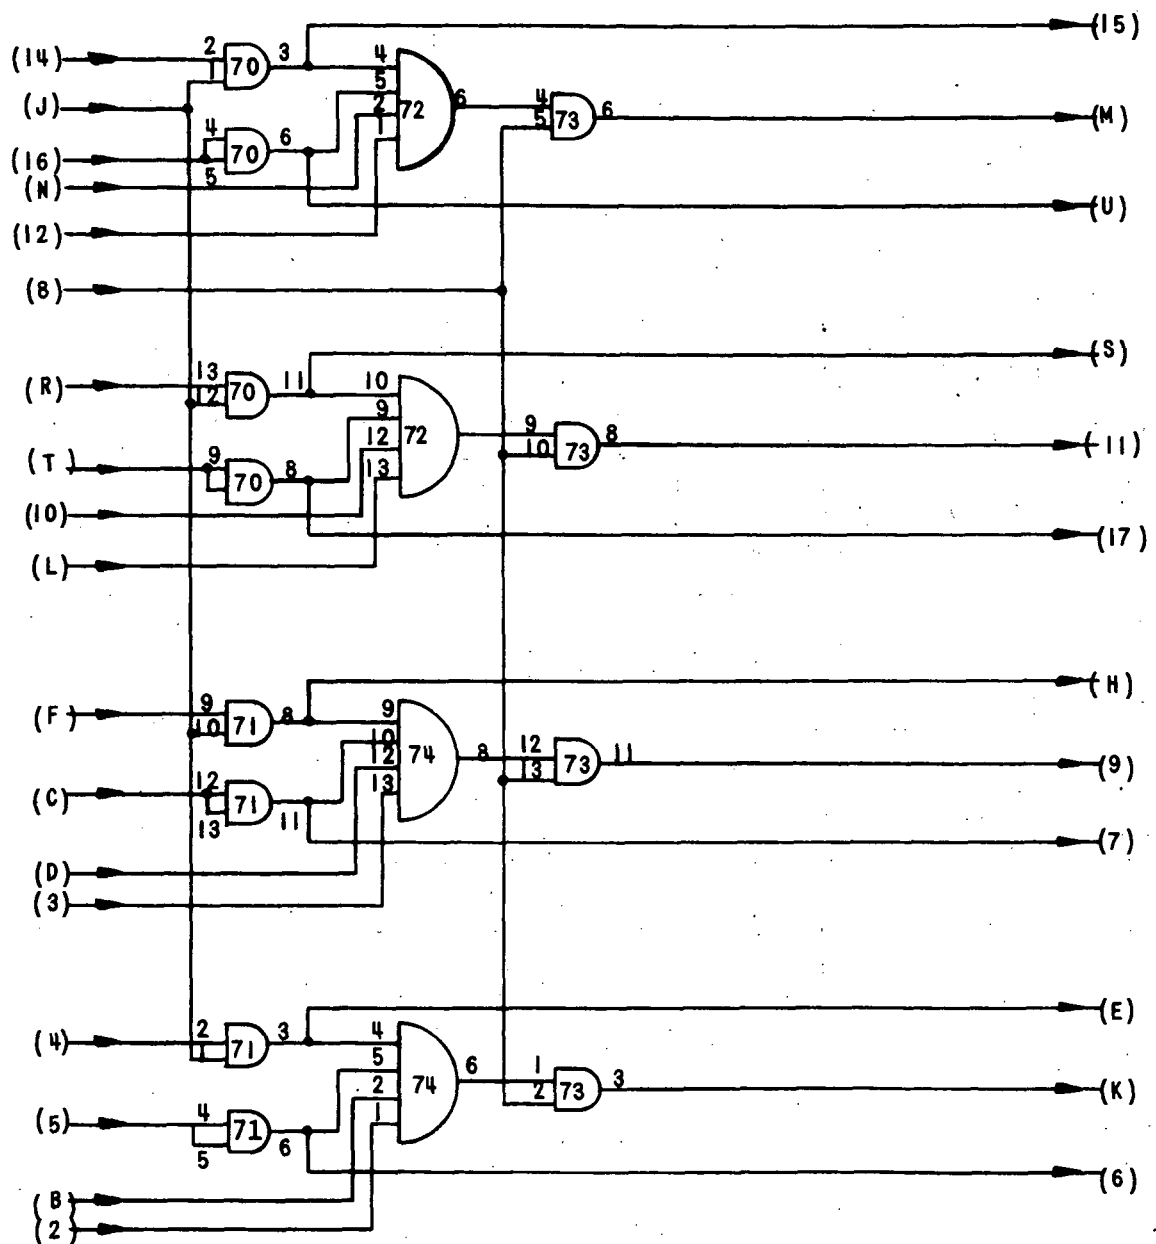 (14) 2 70 3 4 (15)
1
5
(J) 2 72 6 4 73 6 (M)
1 5
4
(16) 70 6
(N) 5
(U)
(12)
(8)
(S)
(R) 13 70 11 10
12
9
(T) 9 70 8 12 72 9 73 8 (11)
13 10
(10)
(17)
(L)
(H)
(F) 9 71 8 9
10
10
12 74 8 12 73 11 (9)
(C) 12 71 11 13 13
13
(7)
(D)
(3)
(E)
(4) 2 71 3 4
1
5
2 74 6 1 73 3 (K)
2
(5) 4 71 6 1
5
(6)
(B)
(2)